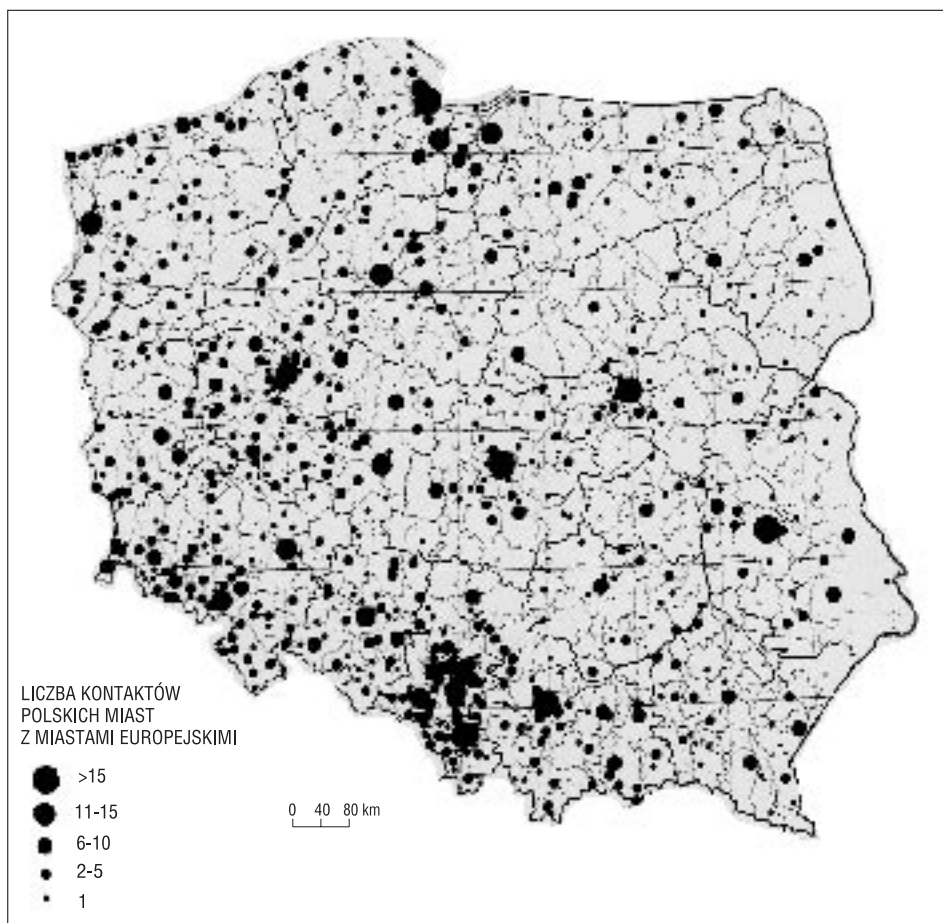 LICZBA KONTAKTÓW
POLSKICH MIAST
Z MIASTAMI EUROPEJSKIMI
>15
11-15
6-10
2-5
1
0 40 80 km